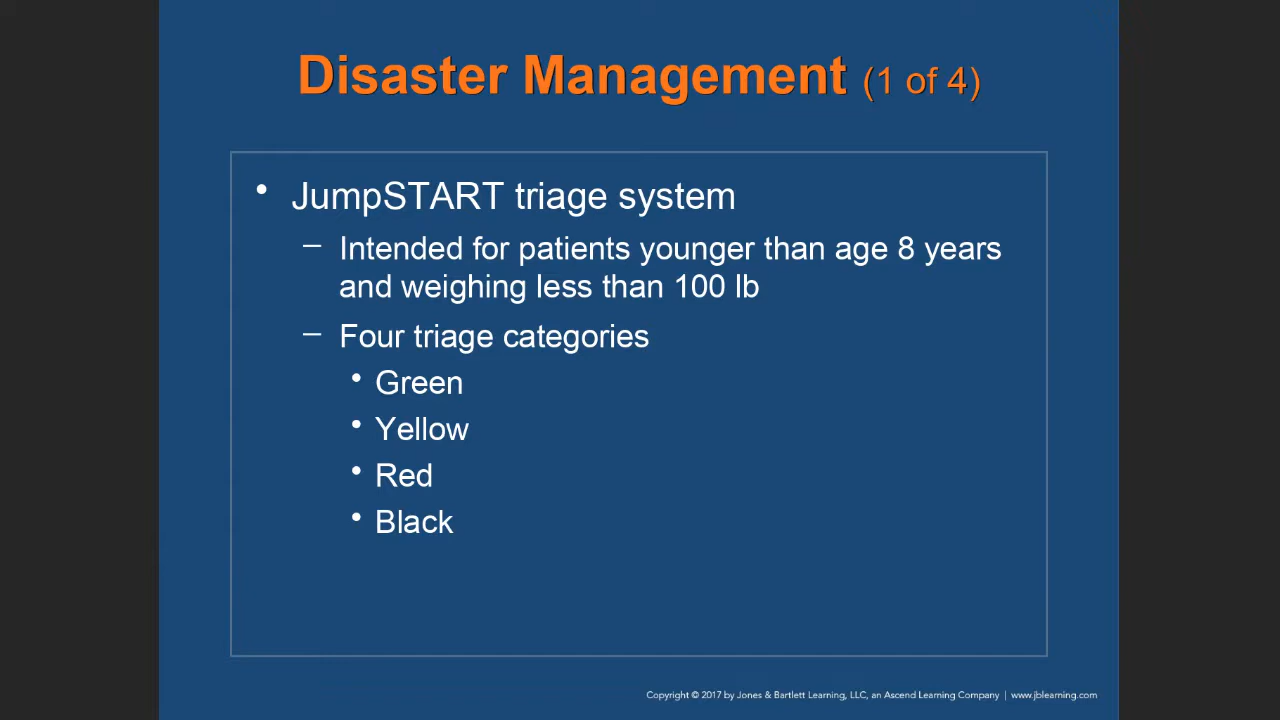 Disaster Management (1 of 4)
• JumpSTART triage system
– Intended for patients younger than age 8 years
and weighing less than 100 lb
– Four triage categories
• Green
• Yellow
• Red
• Black
Copyright © 2017 by Jones & Bartlett Learning, LLC, an Ascend Learning Company | www.jblearning.com